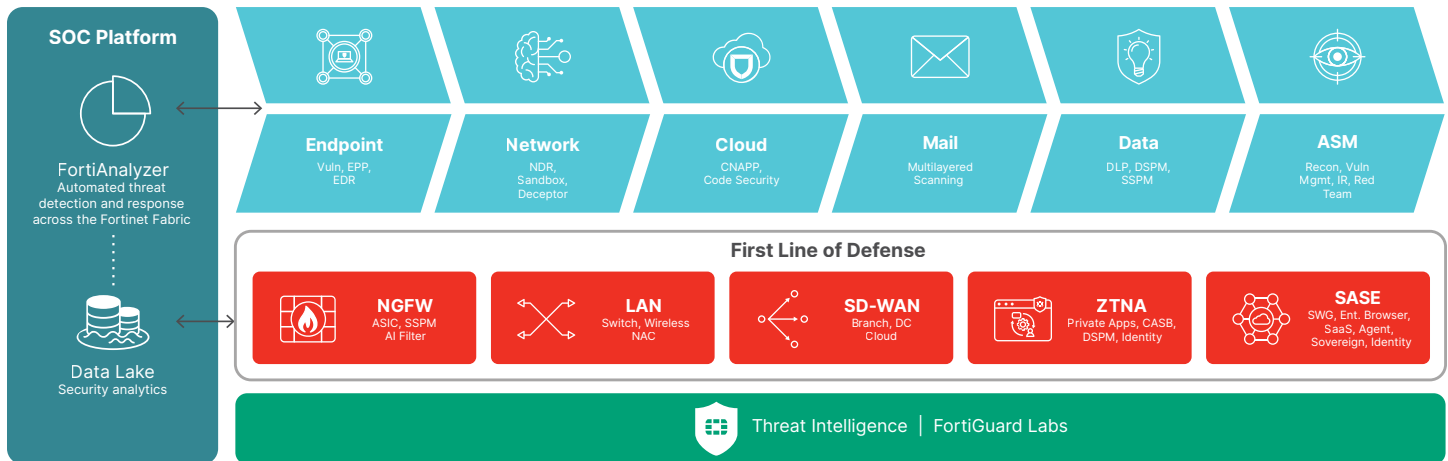 SOC Platform
FortiAnalyzer
Automated threat
detection and response
across the Fortinet Fabric
Data Lake
Security analytics
Endpoint
Vuln, EPP,
EDR
Network
NDR,
Sandbox,
Deceptor
Cloud
CNAPP,
Code Security
Mail
Multilayered
Scanning
Data
DLP, DSPM,
SSPM
ASM
Recon, Vuln
Mgmt, IR, Red
Team
First Line of Defense
NGFW
ASIC, SSPM
AI Filter
LAN
Switch, Wireless
NAC
SD-WAN
Branch, DC
Cloud
ZTNA
Private Apps, CASB,
DSPM, Identity
SASE
SWG, Ent. Browser,
SaaS, Agent,
Sovereign, Identity
Threat Intelligence | FortiGuard Labs